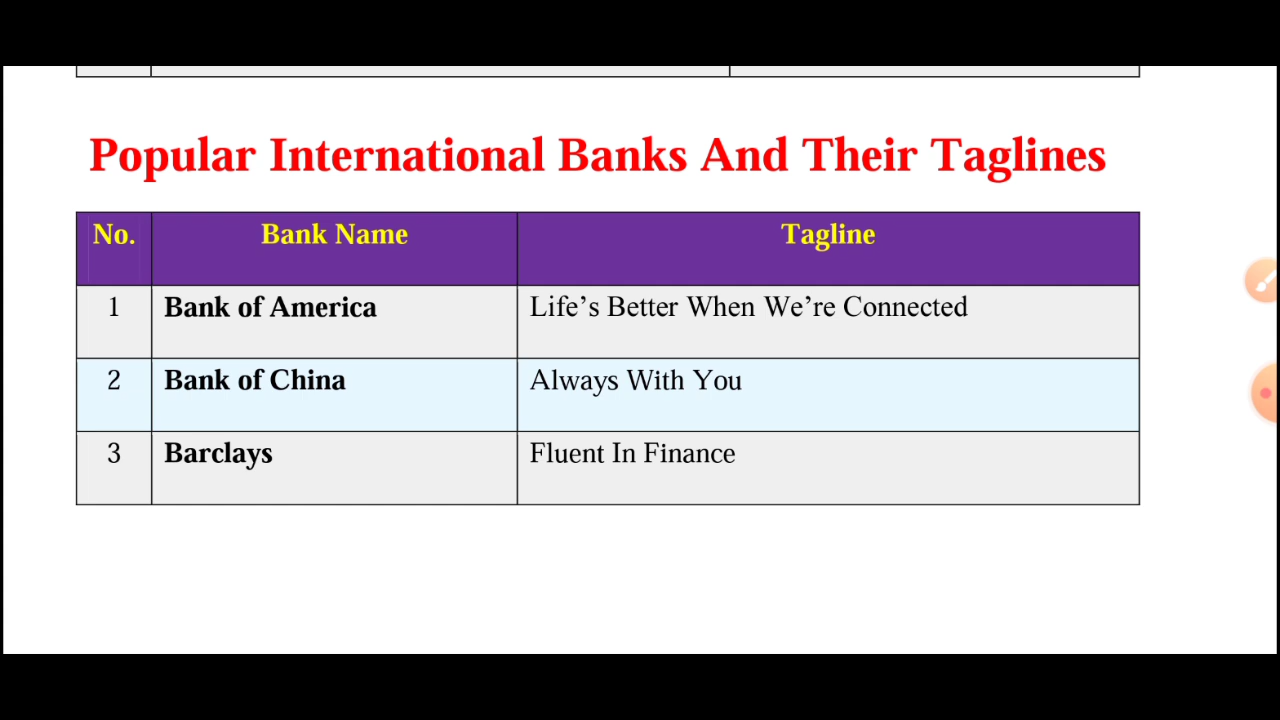 Popular International Banks And Their Taglines
No. Bank Name Tagline
1 Bank of America Life’s Better When We’re Connected
2 Bank of China Always With You
3 Barclays Fluent In Finance